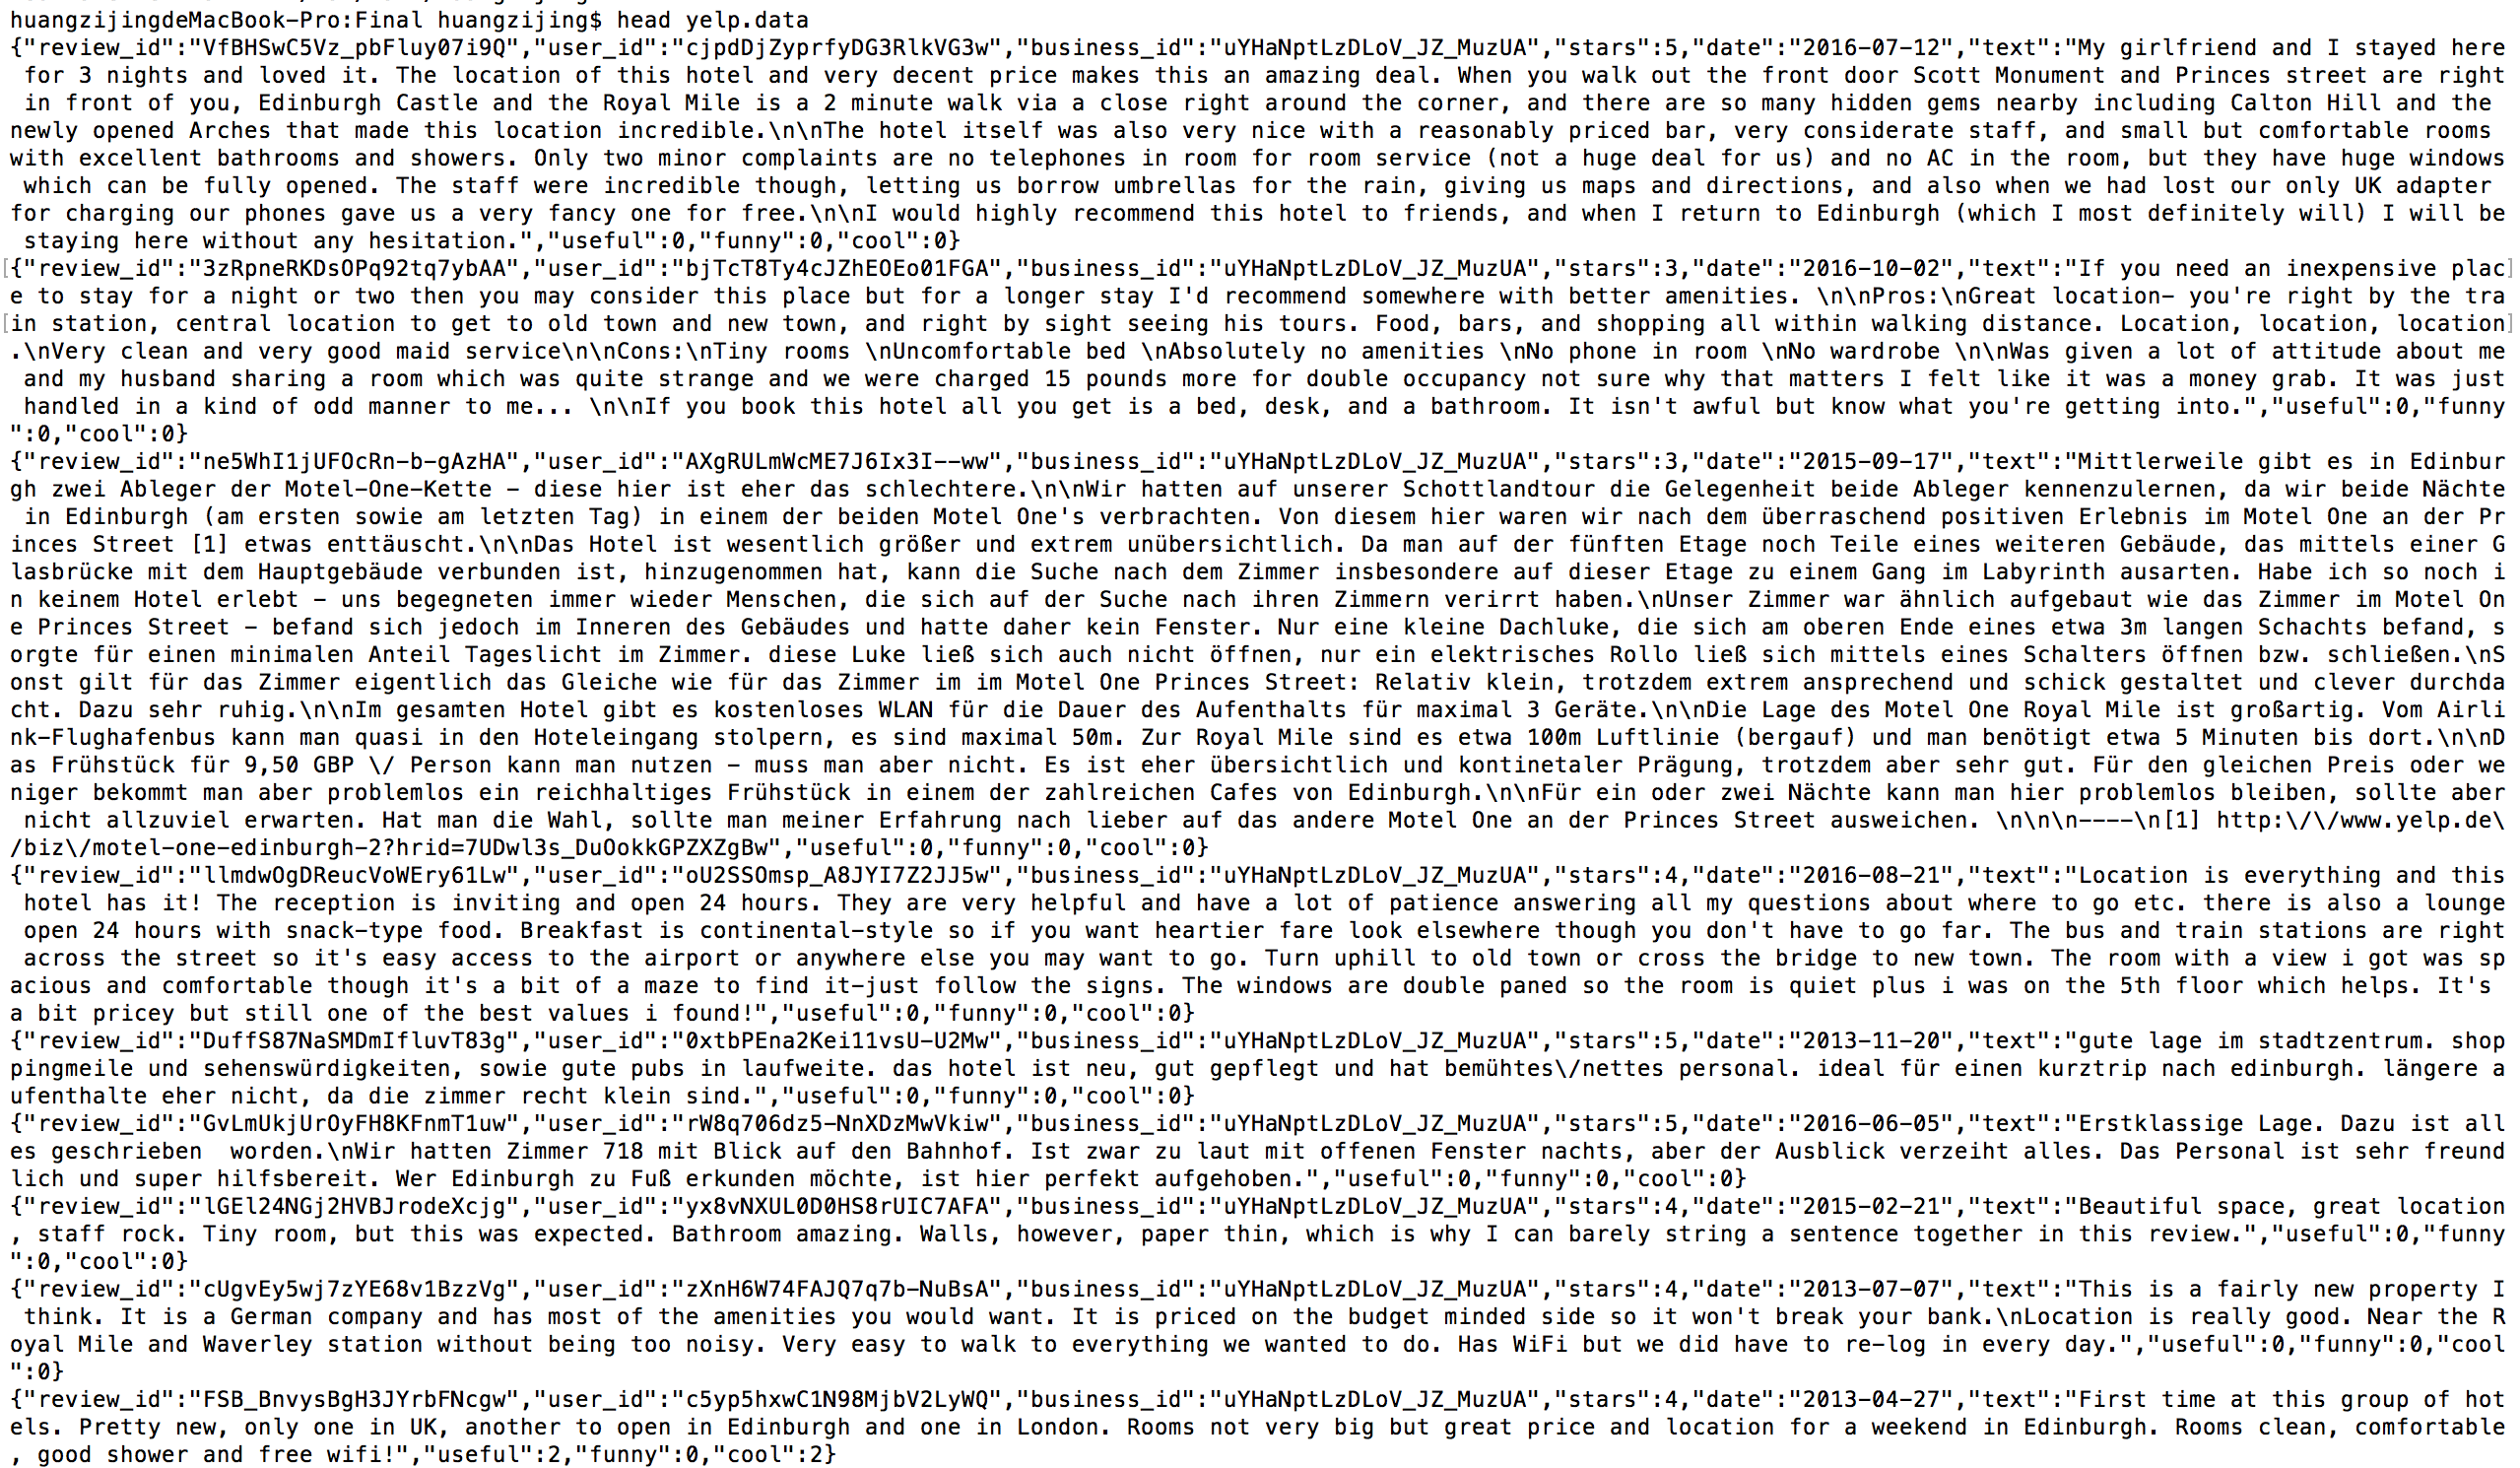 huangzijingdeMacBook-Pro:Final huangzijing$ head yelp.data
{"review_id":"VfBHSwC5Vz_pbFluy07i9Q","user_id":"cjpdDjZyprfyDG3RlkVG3w","business_id":"uYHaNptLzDLoV_JZ_MuzUA","stars":5,"date":"2016-07-12","text":"My girlfriend and I stayed here
 for 3 nights and loved it. The location of this hotel and very decent price makes this an amazing deal. When you walk out the front door Scott Monument and Princes street are right
 in front of you, Edinburgh Castle and the Royal Mile is a 2 minute walk via a close right around the corner, and there are so many hidden gems nearby including Calton Hill and the
newly opened Arches that made this location incredible.\n\nThe hotel itself was also very nice with a reasonably priced bar, very considerate staff, and small but comfortable rooms
with excellent bathrooms and showers. Only two minor complaints are no telephones in room for room service (not a huge deal for us) and no AC in the room, but they have huge windows
 which can be fully opened. The staff were incredible though, letting us borrow umbrellas for the rain, giving us maps and directions, and also when we had lost our only UK adapter
for charging our phones gave us a very fancy one for free.\n\nI would highly recommend this hotel to friends, and when I return to Edinburgh (which I most definitely will) I will be
 staying here without any hesitation.","useful":0,"funny":0,"cool":0}
[{"review_id":"3zRpneRKDsOPq92tq7ybAA","user_id":"bjTcT8Ty4cJZhEOEo01FGA","business_id":"uYHaNptLzDLoV_JZ_MuzUA","stars":3,"date":"2016-10-02","text":"If you need an inexpensive plac]
e to stay for a night or two then you may consider this place but for a longer stay I'd recommend somewhere with better amenities. \n\nPros:\nGreat location- you're right by the tra
[in station, central location to get to old town and new town, and right by sight seeing his tours. Food, bars, and shopping all within walking distance. Location, location, location]
.\nVery clean and very good maid service\n\nCons:\nTiny rooms \nUncomfortable bed \nAbsolutely no amenities \nNo phone in room \nNo wardrobe \n\nWas given a lot of attitude about me
 and my husband sharing a room which was quite strange and we were charged 15 pounds more for double occupancy not sure why that matters I felt like it was a money grab. It was just
 handled in a kind of odd manner to me... \n\nIf you book this hotel all you get is a bed, desk, and a bathroom. It isn't awful but know what you're getting into.","useful":0,"funny
":0,"cool":0}
{"review_id":"ne5WhI1jUFOcRn-b-gAzHA","user_id":"AXgRULmWcME7J6Ix3I--ww","business_id":"uYHaNptLzDLoV_JZ_MuzUA","stars":3,"date":"2015-09-17","text":"Mittlerweile gibt es in Edinbur
gh zwei Ableger der Motel-One-Kette - diese hier ist eher das schlechtere.\n\nWir hatten auf unserer Schottlandtour die Gelegenheit beide Ableger kennenzulernen, da wir beide Nächte
 in Edinburgh (am ersten sowie am letzten Tag) in einem der beiden Motel One's verbrachten. Von diesem hier waren wir nach dem überraschend positiven Erlebnis im Motel One an der Pr
inces Street [1] etwas enttäuscht.\n\nDas Hotel ist wesentlich größer und extrem unübersichtlich. Da man auf der fünften Etage noch Teile eines weiteren Gebäude, das mittels einer G
lasbrücke mit dem Hauptgebäude verbunden ist, hinzugenommen hat, kann die Suche nach dem Zimmer insbesondere auf dieser Etage zu einem Gang im Labyrinth ausarten. Habe ich so noch i
n keinem Hotel erlebt - uns begegneten immer wieder Menschen, die sich auf der Suche nach ihren Zimmern verirrt haben.\nUnser Zimmer war ähnlich aufgebaut wie das Zimmer im Motel On
e Princes Street - befand sich jedoch im Inneren des Gebäudes und hatte daher kein Fenster. Nur eine kleine Dachluke, die sich am oberen Ende eines etwa 3m langen Schachts befand, s
orgte für einen minimalen Anteil Tageslicht im Zimmer. diese Luke ließ sich auch nicht öffnen, nur ein elektrisches Rollo ließ sich mittels eines Schalters öffnen bzw. schließen.\nS
onst gilt für das Zimmer eigentlich das Gleiche wie für das Zimmer im im Motel One Princes Street: Relativ klein, trotzdem extrem ansprechend und schick gestaltet und clever durchda
cht. Dazu sehr ruhig.\n\nIm gesamten Hotel gibt es kostenloses WLAN für die Dauer des Aufenthalts für maximal 3 Geräte.\n\nDie Lage des Motel One Royal Mile ist großartig. Vom Airli
nk-Flughafenbus kann man quasi in den Hoteleingang stolpern, es sind maximal 50m. Zur Royal Mile sind es etwa 100m Luftlinie (bergauf) und man benötigt etwa 5 Minuten bis dort.\n\nD
as Frühstück für 9,50 GBP \/ Person kann man nutzen - muss man aber nicht. Es ist eher übersichtlich und kontinetaler Prägung, trotzdem aber sehr gut. Für den gleichen Preis oder we
niger bekommt man aber problemlos ein reichhaltiges Frühstück in einem der zahlreichen Cafes von Edinburgh.\n\nFür ein oder zwei Nächte kann man hier problemlos bleiben, sollte aber
 nicht allzuviel erwarten. Hat man die Wahl, sollte man meiner Erfahrung nach lieber auf das andere Motel One an der Princes Street ausweichen. \n\n\n----\n[1] http:\/\/www.yelp.de\
/biz\/motel-one-edinburgh-2?hrid=7UDwl3s_DuOokkGPZXZgBw","useful":0,"funny":0,"cool":0}
{"review_id":"llmdwOgDReucVoWEry61Lw","user_id":"oU2SSOmsp_A8JYI7Z2JJ5w","business_id":"uYHaNptLzDLoV_JZ_MuzUA","stars":4,"date":"2016-08-21","text":"Location is everything and this
 hotel has it! The reception is inviting and open 24 hours. They are very helpful and have a lot of patience answering all my questions about where to go etc. there is also a lounge
 open 24 hours with snack-type food. Breakfast is continental-style so if you want heartier fare look elsewhere though you don't have to go far. The bus and train stations are right
 across the street so it's easy access to the airport or anywhere else you may want to go. Turn uphill to old town or cross the bridge to new town. The room with a view i got was sp
acious and comfortable though it's a bit of a maze to find it-just follow the signs. The windows are double paned so the room is quiet plus i was on the 5th floor which helps. It's
a bit pricey but still one of the best values i found!","useful":0,"funny":0,"cool":0}
{"review_id":"DuffS87NaSMDmIfluvT83g","user_id":"0xtbPEna2Kei11vsU-U2Mw","business_id":"uYHaNptLzDLoV_JZ_MuzUA","stars":5,"date":"2013-11-20","text":"gute lage im stadtzentrum. shop
pingmeile und sehenswürdigkeiten, sowie gute pubs in laufweite. das hotel ist neu, gut gepflegt und hat bemühtes\/nettes personal. ideal für einen kurztrip nach edinburgh. längere a
ufenthalte eher nicht, da die zimmer recht klein sind.","useful":0,"funny":0,"cool":0}
{"review_id":"GvLmUkjUrOyFH8KFnmT1uw","user_id":"rW8q706dz5-NnXDzMwVkiw","business_id":"uYHaNptLzDLoV_JZ_MuzUA","stars":5,"date":"2016-06-05","text":"Erstklassige Lage. Dazu ist all
es geschrieben  worden.\nWir hatten Zimmer 718 mit Blick auf den Bahnhof. Ist zwar zu laut mit offenen Fenster nachts, aber der Ausblick verzeiht alles. Das Personal ist sehr freund
lich und super hilfsbereit. Wer Edinburgh zu Fuß erkunden möchte, ist hier perfekt aufgehoben.","useful":0,"funny":0,"cool":0}
{"review_id":"lGEl24NGj2HVBJrodeXcjg","user_id":"yx8vNXUL0D0HS8rUIC7AFA","business_id":"uYHaNptLzDLoV_JZ_MuzUA","stars":4,"date":"2015-02-21","text":"Beautiful space, great location
, staff rock. Tiny room, but this was expected. Bathroom amazing. Walls, however, paper thin, which is why I can barely string a sentence together in this review.","useful":0,"funny
":0,"cool":0}
{"review_id":"cUgvEy5wj7zYE68v1BzzVg","user_id":"zXnH6W74FAJQ7q7b-NuBsA","business_id":"uYHaNptLzDLoV_JZ_MuzUA","stars":4,"date":"2013-07-07","text":"This is a fairly new property I
 think. It is a German company and has most of the amenities you would want. It is priced on the budget minded side so it won't break your bank.\nLocation is really good. Near the R
oyal Mile and Waverley station without being too noisy. Very easy to walk to everything we wanted to do. Has WiFi but we did have to re-log in every day.","useful":0,"funny":0,"cool
":0}
{"review_id":"FSB_BnvysBgH3JYrbFNcgw","user_id":"c5yp5hxwC1N98MjbV2LyWQ","business_id":"uYHaNptLzDLoV_JZ_MuzUA","stars":4,"date":"2013-04-27","text":"First time at this group of hot
els. Pretty new, only one in UK, another to open in Edinburgh and one in London. Rooms not very big but great price and location for a weekend in Edinburgh. Rooms clean, comfortable
, good shower and free wifi!","useful":2,"funny":0,"cool":2}